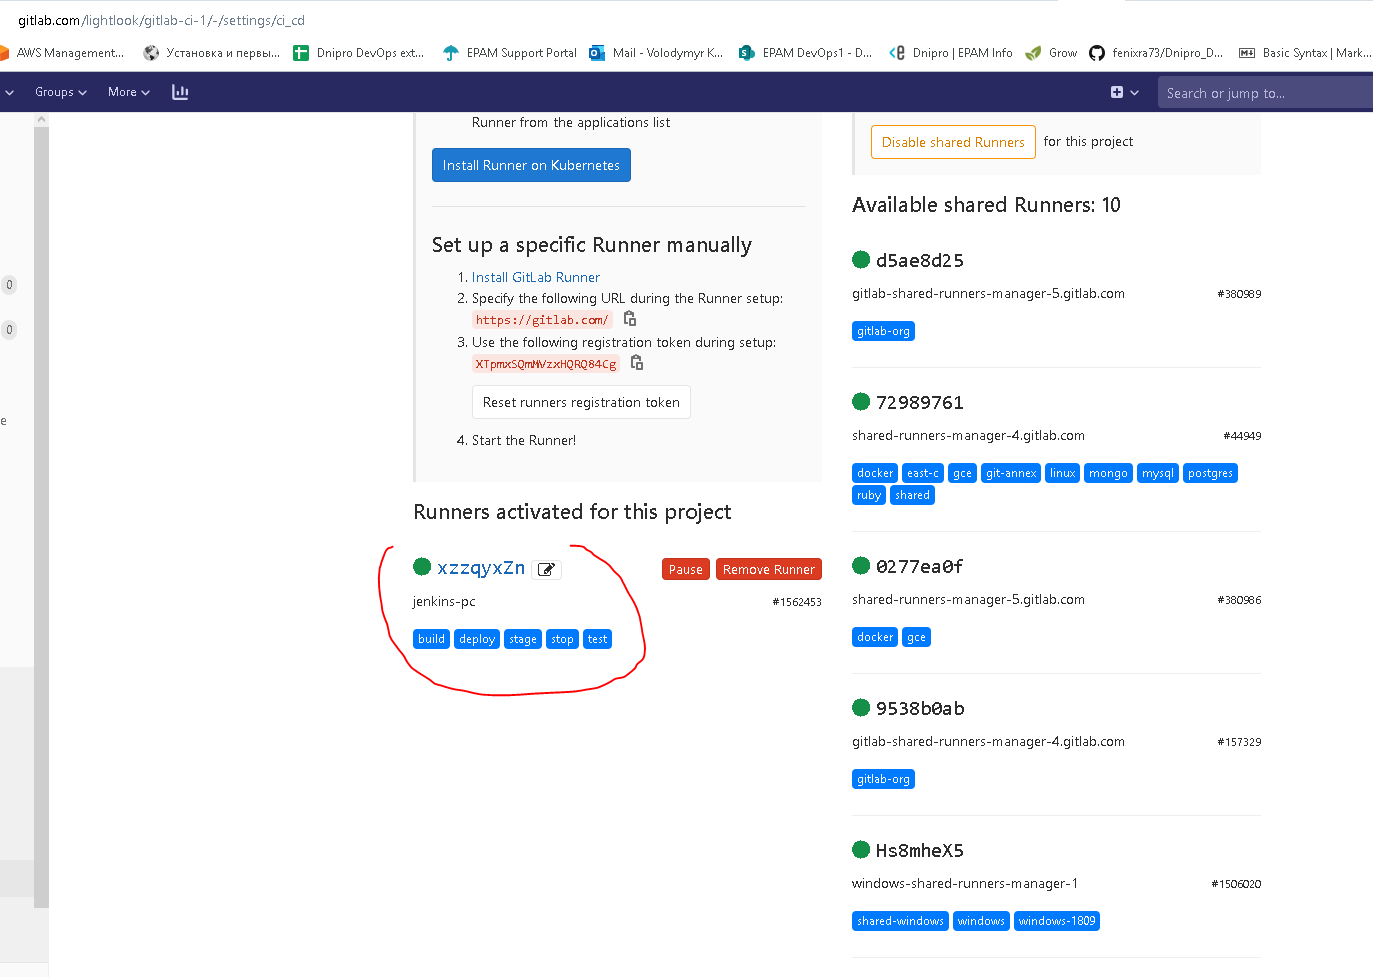 gitlab.com/lightlook/gitlab-ci-1/-/settings/ci_cd
AWS Management... Установка и первы... Dnipro DevOps ext... EPAM Support Portal Mail - Volodymyr K... EPAM DevOps1 - D... Dnipro | EPAM Info Grow fenixra73/Dnipro_D... Basic Syntax | Mark...
Groups More Search or jump to...
Runner from the applications list
Install Runner on Kubernetes
Set up a specific Runner manually
1. Install GitLab Runner
2. Specify the following URL during the Runner setup:
https://gitlab.com/
3. Use the following registration token during setup:
XTpmxSQmMVzxHQRQ84Cg
Reset runners registration token
4. Start the Runner!
Runners activated for this project
xzzqyxZn
Pause Remove Runner
jenkins-pc #1562453
build deploy stage stop test
0
0
e
Disable shared Runners for this project
Available shared Runners: 10
d5ae8d25
gitlab-shared-runners-manager-5.gitlab.com #380989
gitlab-org
72989761
shared-runners-manager-4.gitlab.com #44949
docker east-c gce git-annex linux mongo mysql postgres
ruby shared
0277ea0f
shared-runners-manager-5.gitlab.com #380986
docker gce
9538b0ab
gitlab-shared-runners-manager-4.gitlab.com #157329
gitlab-org
Hs8mheX5
windows-shared-runners-manager-1 #1506020
shared-windows windows windows-1809